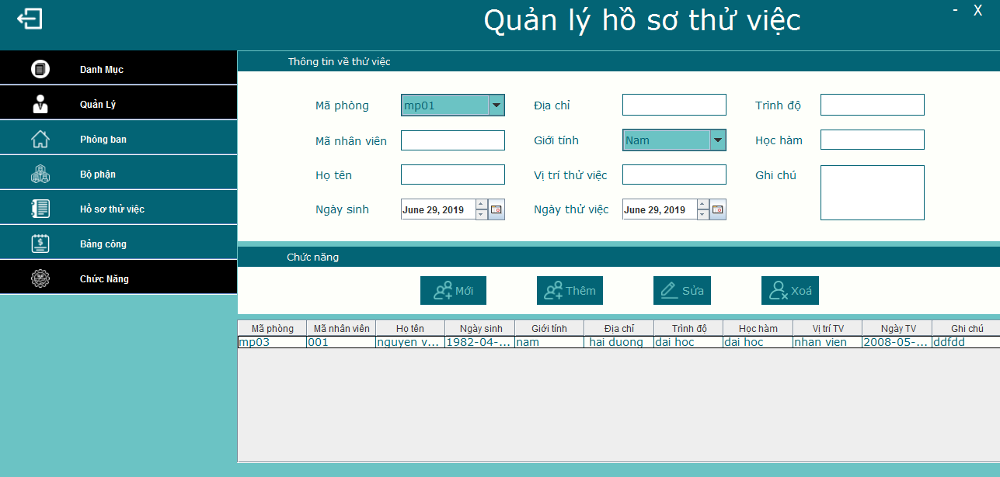 Quản lý hồ sơ thử việc
- X
Danh Mục
Quản Lý
Phòng ban
Bộ phận
Hồ sơ thử việc
Bảng công
Chức Năng
Thông tin về thử việc
Mã phòng mp01 Địa chỉ Trình độ
Mã nhân viên Giới tính Nam Học hàm
Họ tên Vị trí thử việc Ghi chú
Ngày sinh June 29, 2019 Ngày thử việc June 29, 2019
Chức năng
Mới Thêm Sửa Xoá
Mã phòng Mã nhân viên Họ tên Ngày sinh Giới tính Địa chỉ Trình độ Học hàm Vị trí TV Ngày TV Ghi chú
mp03 001 nguyen v... 1982-04-... nam hai duong dai hoc dai hoc nhan vien 2008-05-... ddfdd